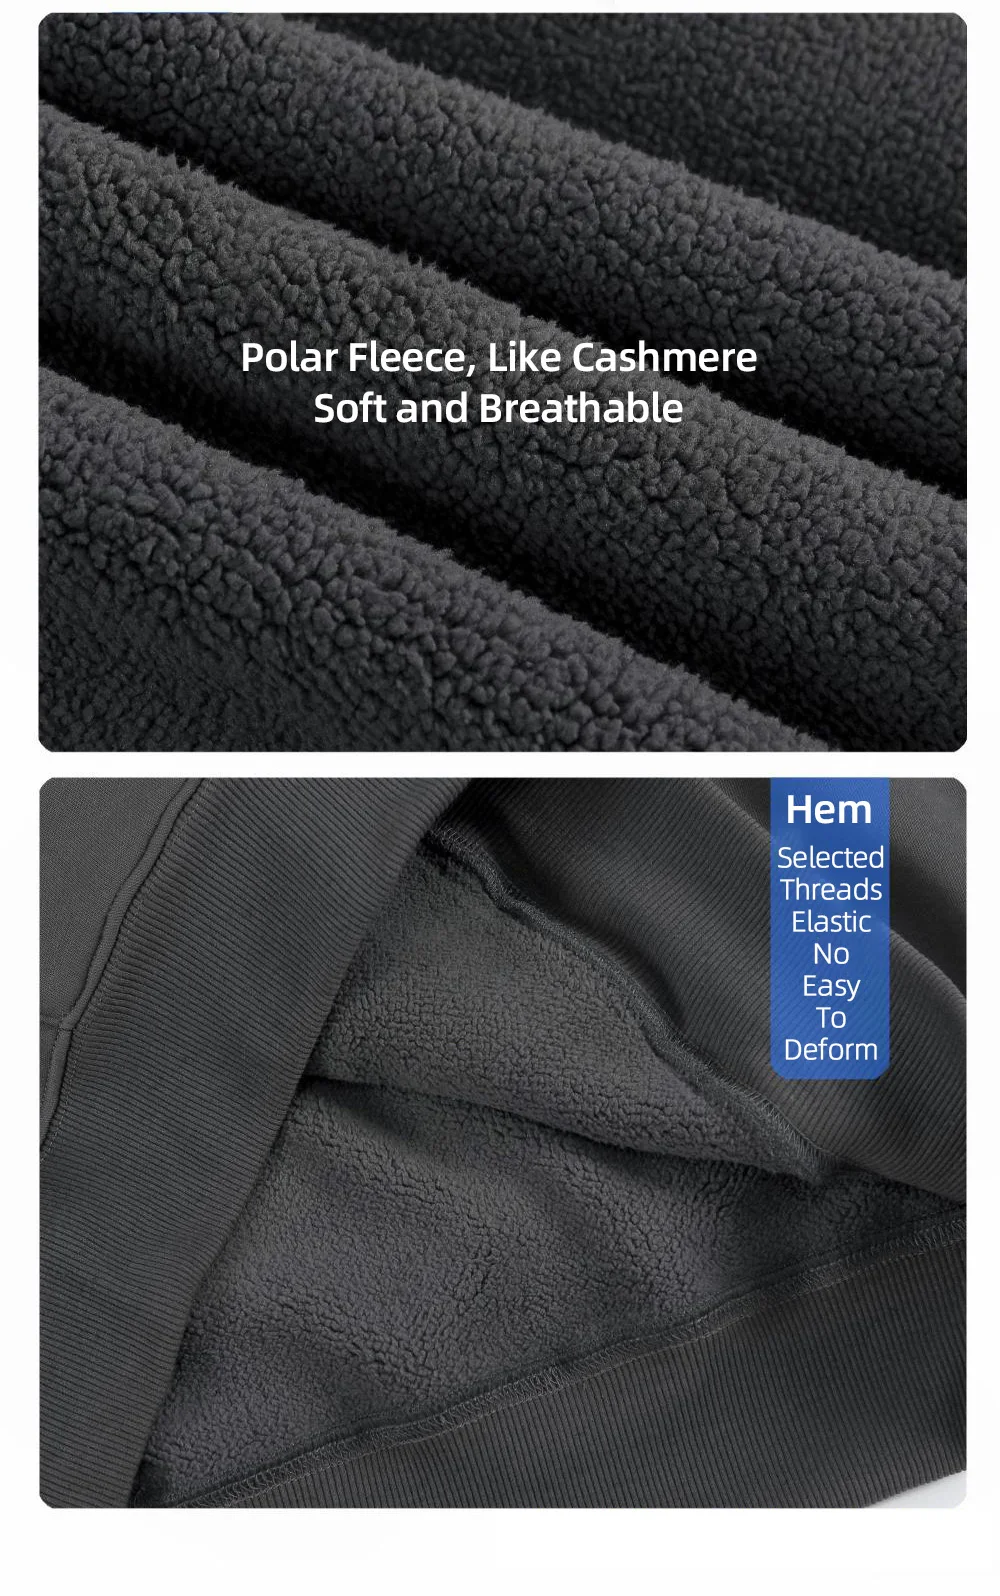 Polar Fleece, Like Cashmere
Soft and Breathable
Hem
Selected
Threads
Elastic
No
Easy
To
Deform